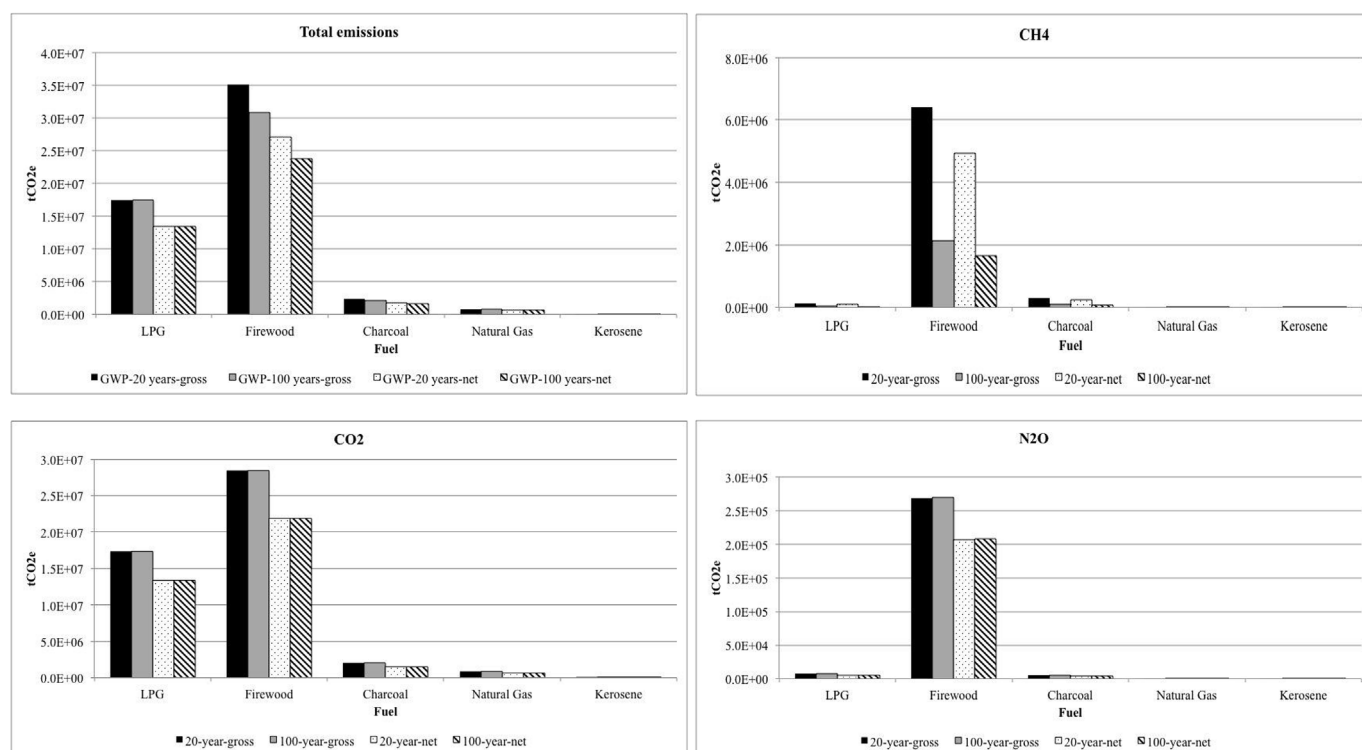 Total emissions
4.0E+07
3.5E+07
3.0E+07
2.5E+07
2.0E+07
1.5E+07
1.0E+07
5.0E+06
0.0E+00
tCO2e
LPG Firewood Charcoal Natural Gas Kerosene
Fuel
GWP-20 years-gross GWP-100 years-gross GWP-20 years-net GWP-100 years-net
CH4
8.0E+06
6.0E+06
4.0E+06
2.0E+06
0.0E+00
tCO2e
LPG Firewood Charcoal Natural Gas Kerosene
Fuel
20-year-gross 100-year-gross 20-year-net 100-year-net
CO2
3.0E+07
2.5E+07
2.0E+07
1.5E+07
1.0E+07
5.0E+06
0.0E+00
tCO2e
LPG Firewood Charcoal Natural Gas Kerosene
Fuel
20-year-gross 100-year-gross 20-year-net 100-year-net
N2O
3.0E+05
2.5E+05
2.0E+05
1.5E+05
1.0E+05
5.0E+04
0.0E+00
tCO2e
LPG Firewood Charcoal Natural Gas Kerosene
Fuel
20-year-gross 100-year-gross 20-year-net 100-year-net